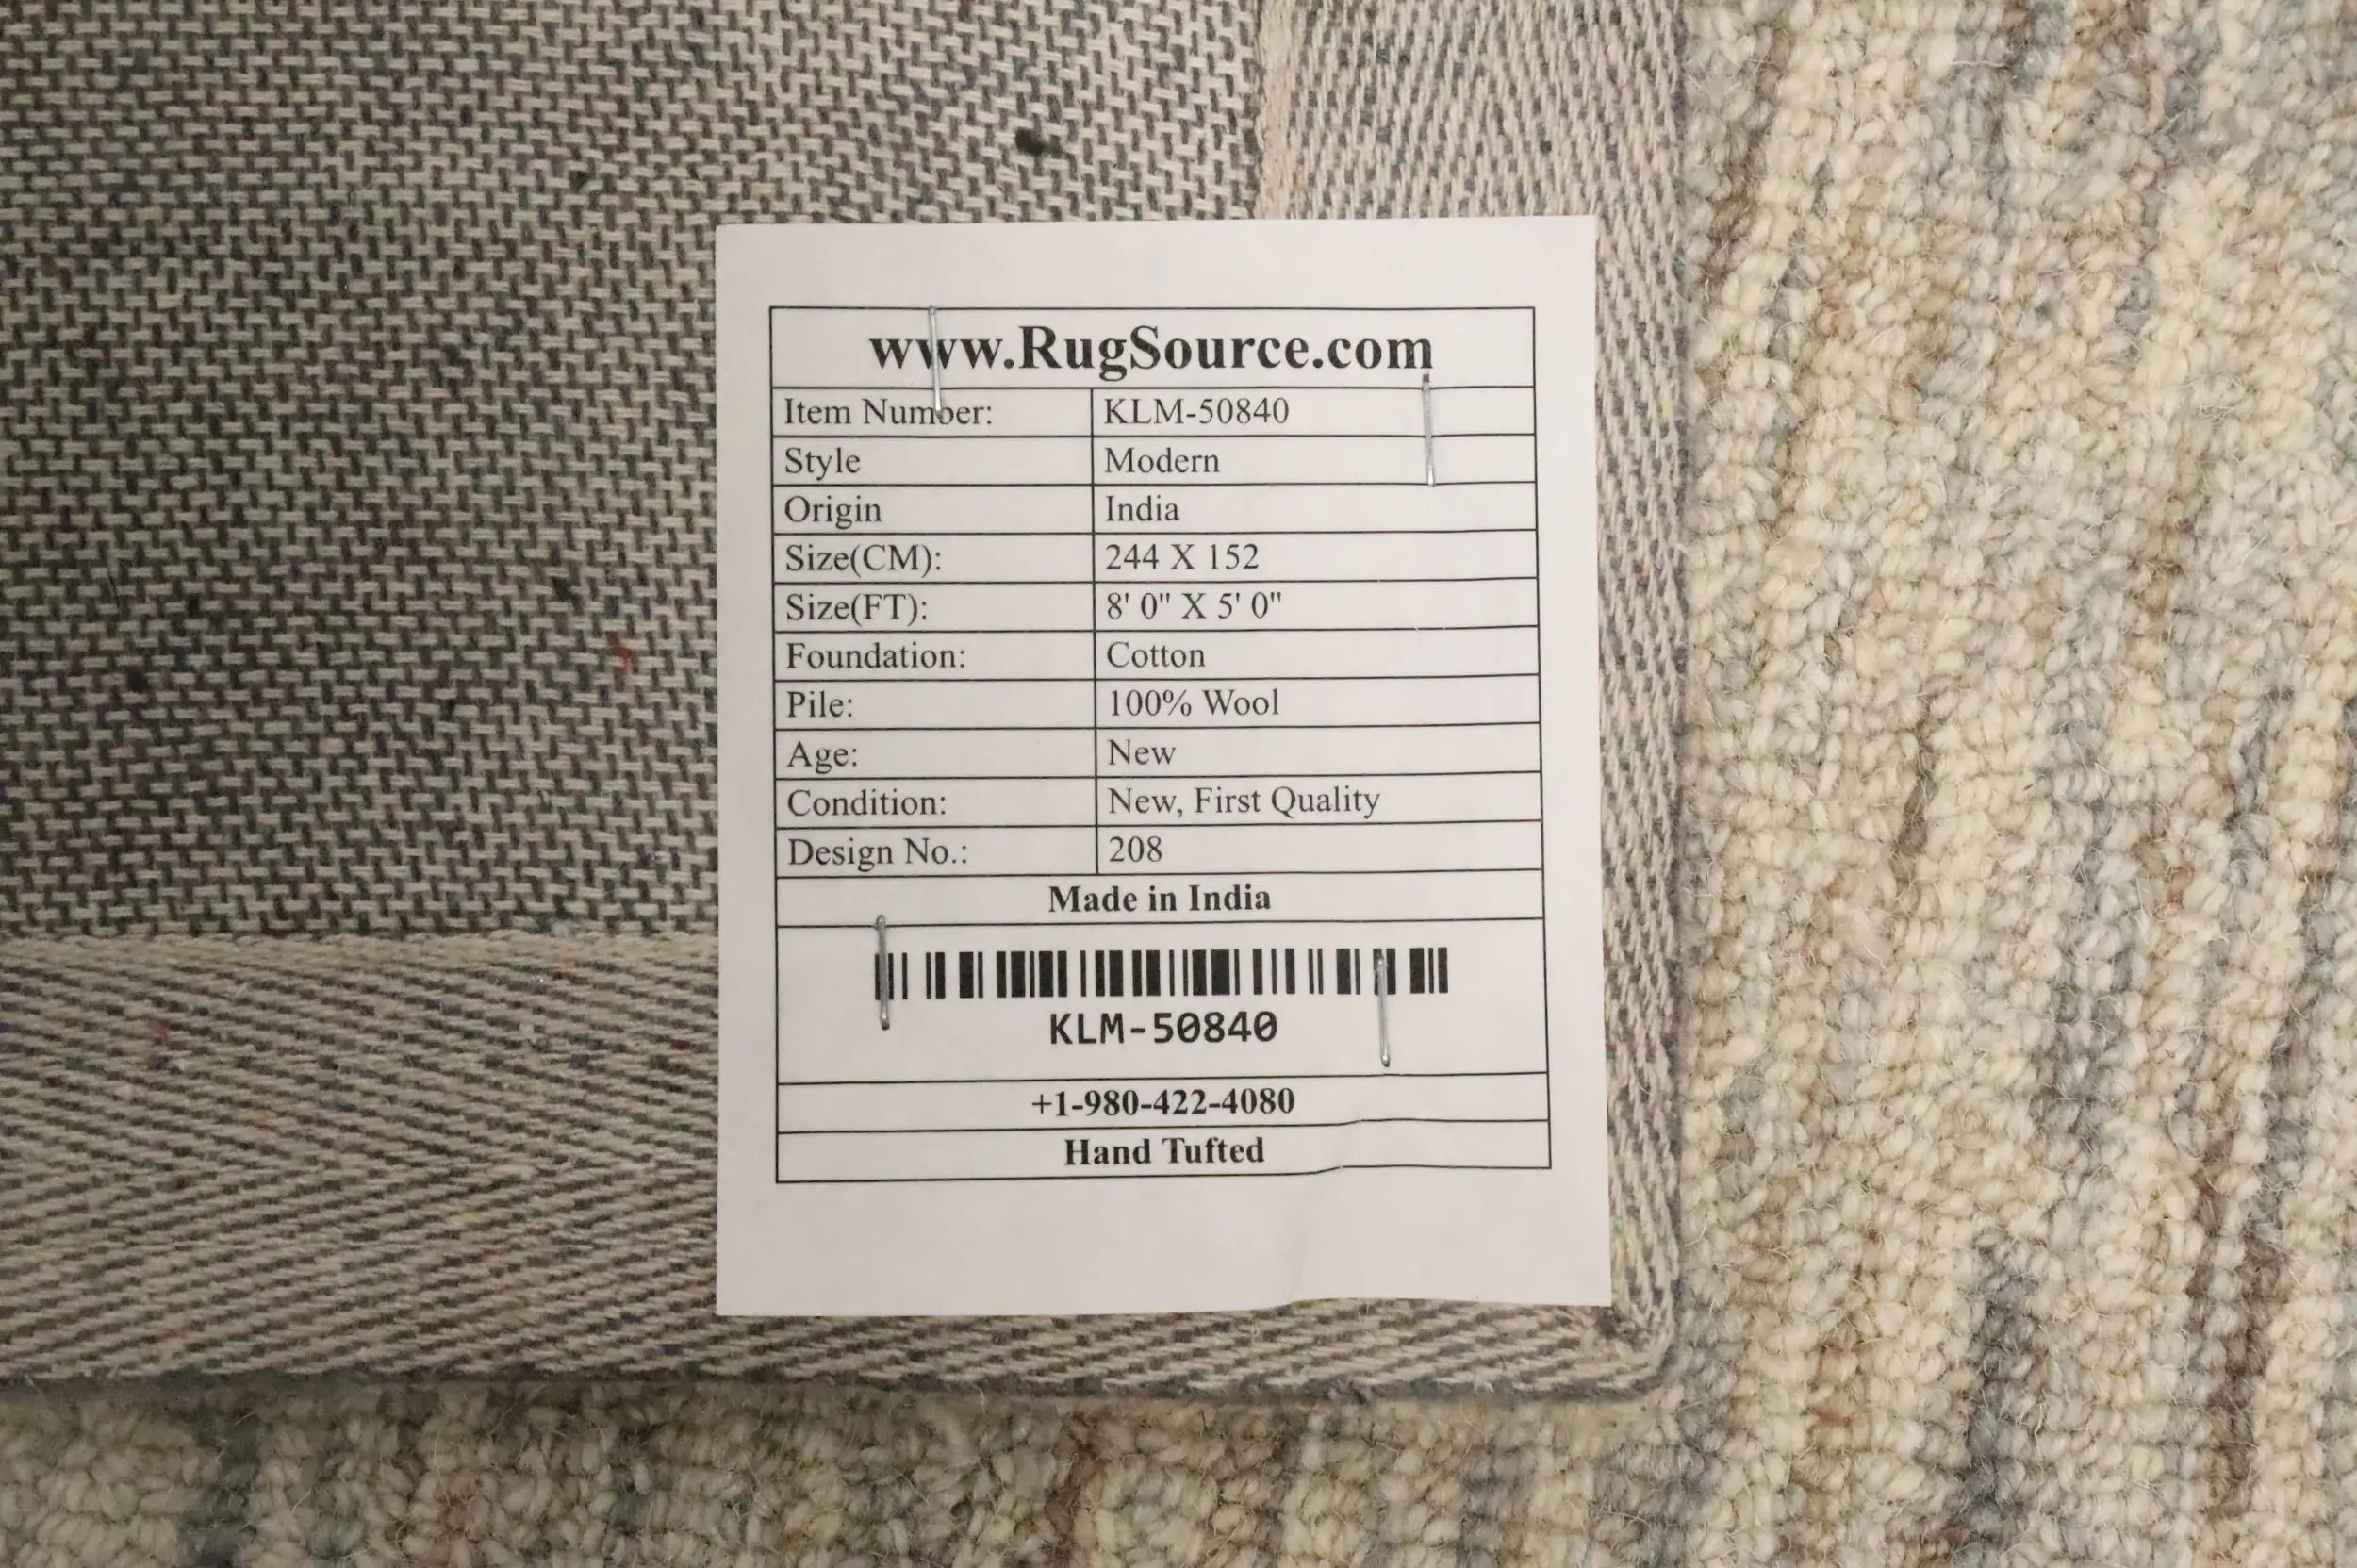 www.RugSource.com
Item Number: KLM-50840
Style Modern
Origin India
Size(CM): 244 X 152
Size(FT): 8' 0" X 5' 0"
Foundation: Cotton
Pile: 100% Wool
Age: New
Condition: New, First Quality
Design No.: 208
Made in India
KLM-50840
+1-980-422-4080
Hand Tufted